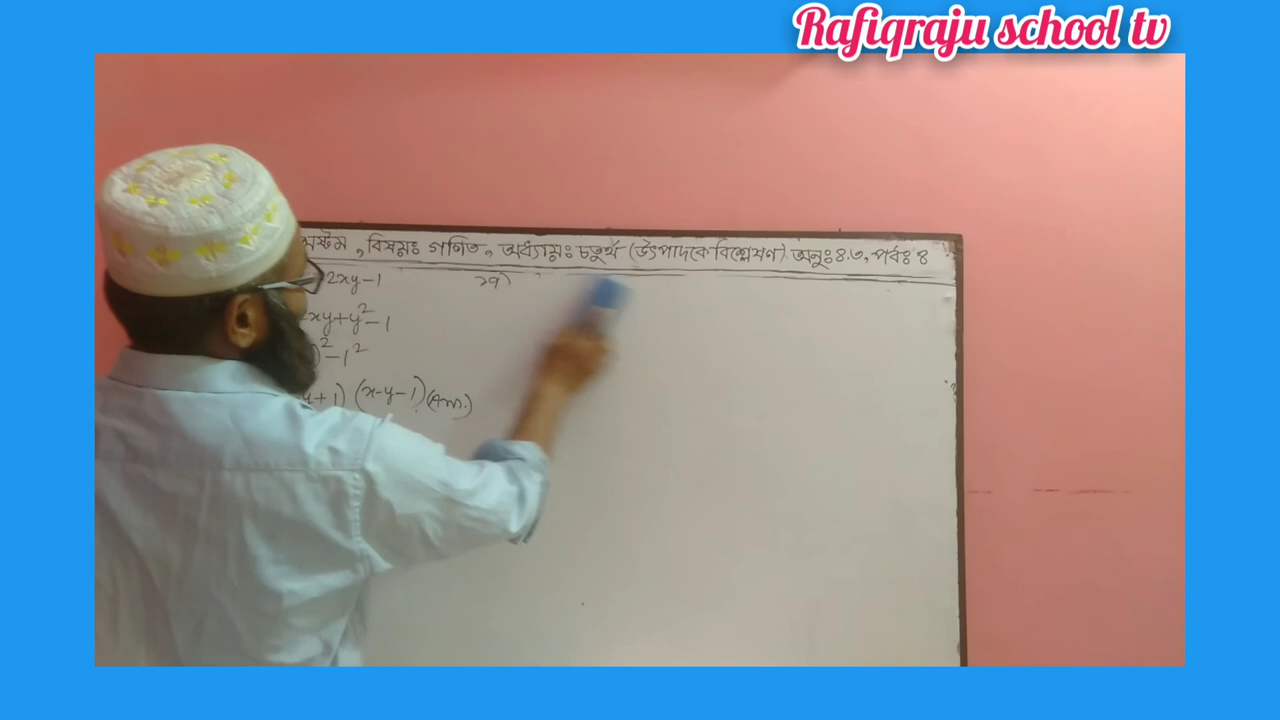 Rafiqraju school tv
অষ্টম, বিষয়ঃ গণিত, অধ্যায়ঃ চতুর্থ (উৎপাদকে বিশ্লেষণ) অনুঃ ৪.৩, পর্বঃ ৪
2xy-1
xy+y²-1
)²-1²
y+1) (x-y-1) (Ans.)
১৭)